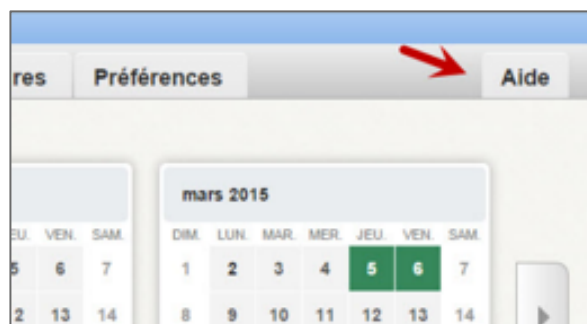 res Préférences Aide
mars 2015
EU. VEN. SAM. DIM. LUN. MAR. MER. JEU. VEN. SAM.
5 6 7 1 2 3 4 5 6 7
2 13 14 8 9 10 11 12 13 14